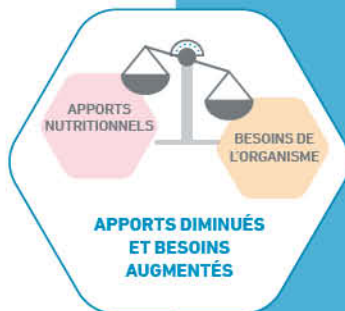 APPORTS
NUTRITIONNELS
BESOINS DE
L'ORGANISME
APPORTS DIMINUÉS
ET BESOINS
AUGMENTÉS